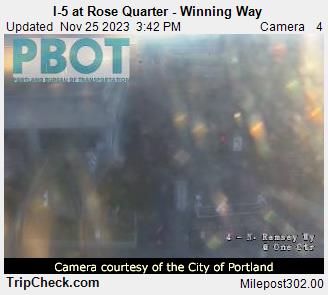 I-5 at Rose Quarter - Winning Way
Updated Nov 25 2023 3:42 PM Camera 4
PBOT
PORTLAND BUREAU OF TRANSPORTATION
4 - N. Ramsey Wy
@ One Ctr
Camera courtesy of the City of Portland
TripCheck.com Milepost302.00